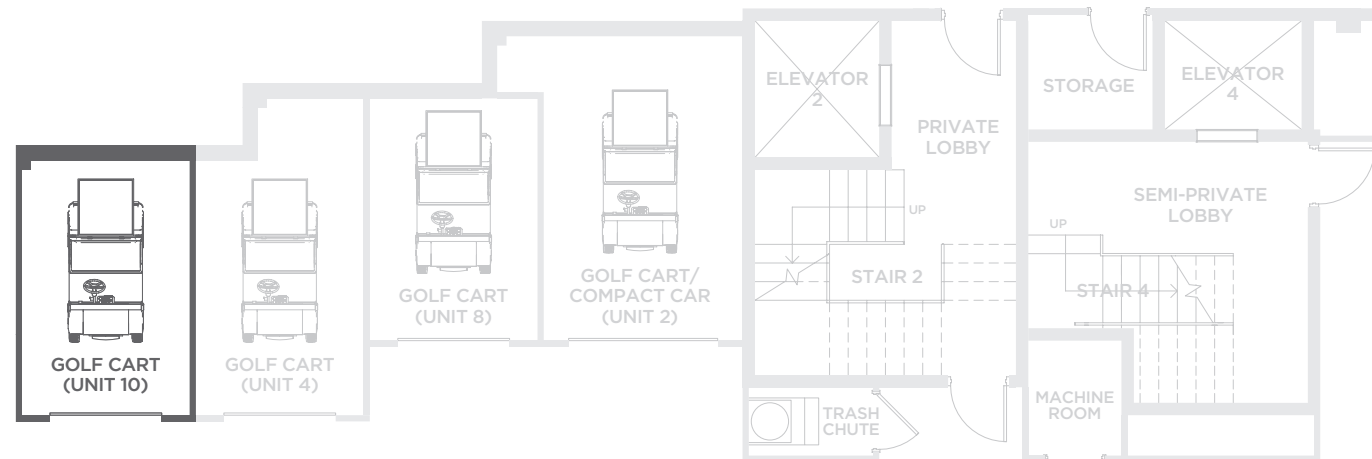 GOLF CART
(UNIT 10)
GOLF CART
(UNIT 4)
GOLF CART
(UNIT 8)
GOLF CART/
COMPACT CAR
(UNIT 2)
ELEVATOR
2
PRIVATE
LOBBY
UP
STAIR 2
TRASH
CHUTE
STORAGE
ELEVATOR
4
SEMI-PRIVATE
LOBBY
UP
STAIR 4
MACHINE
ROOM